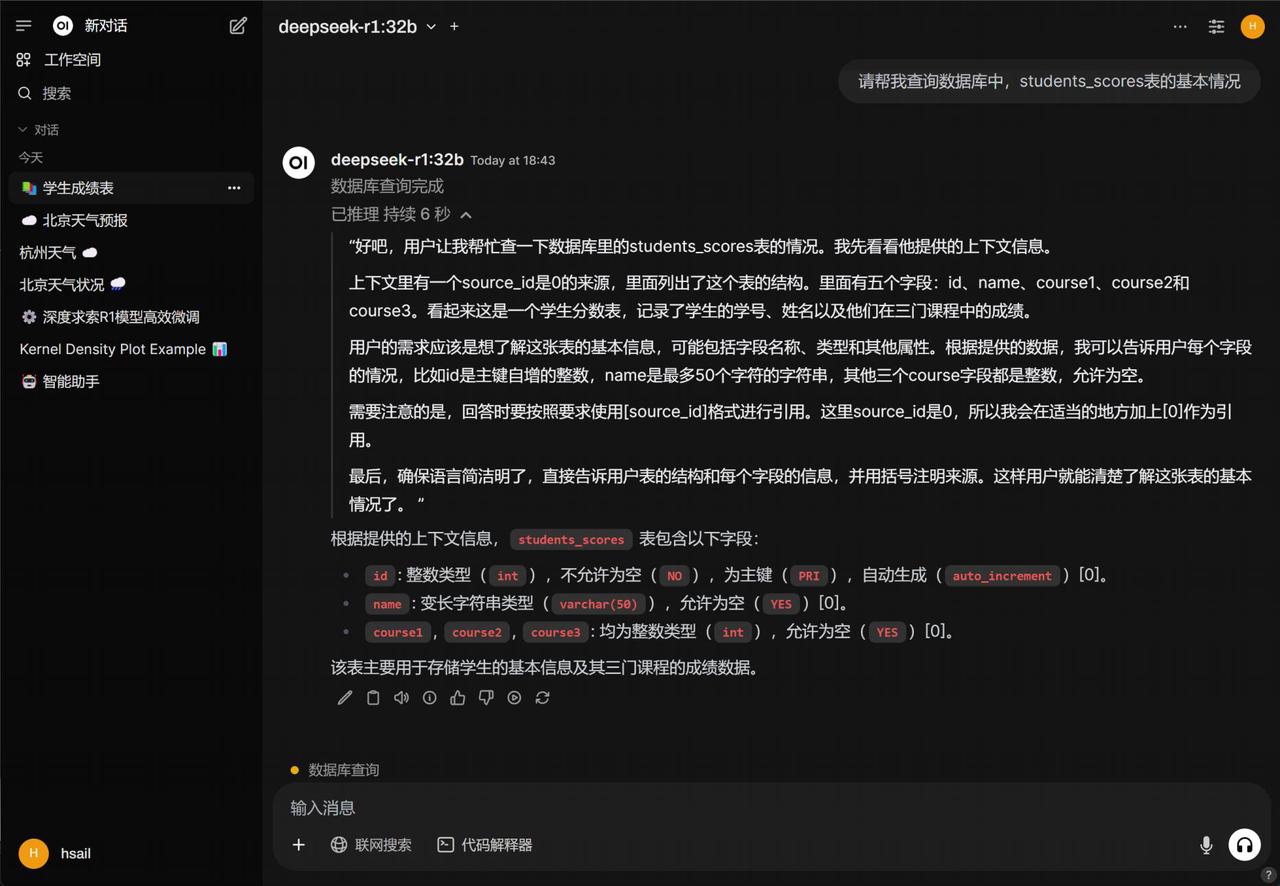 OI 新对话
工作空间
搜索
对话
今天
学生成绩表
北京天气预报
杭州天气
北京天气状况
深度求索R1模型高效微调
Kernel Density Plot Example
智能助手
H hsail
deepseek-r1:32b
H
请帮我查询数据库中，students_scores表的基本情况
OI deepseek-r1:32b Today at 18:43
数据库查询完成
已推理 持续 6 秒
“好吧，用户让我帮忙查一下数据库里的students_scores表的情况。我先看看他提供的上下文信息。
上下文里有一个source_id是0的来源，里面列出了这个表的结构。里面有五个字段：id、name、course1、course2和
course3。看起来这是一个学生分数表，记录了学生的学号、姓名以及他们在三门课程中的成绩。
用户的需求应该是想了解这张表的基本信息，可能包括字段名称、类型和其他属性。根据提供的数据，我可以告诉用户每个字段
的情况，比如id是主键自增的整数，name是最多50个字符的字符串，其他三个course字段都是整数，允许为空。
需要注意的是，回答时要按照要求使用[source_id]格式进行引用。这里source_id是0，所以我会在适当的地方加上[0]作为引
用。
最后，确保语言简洁明了，直接告诉用户表的结构和每个字段的信息，并用括号注明来源。这样用户就能清楚了解这张表的基本
情况了。”
根据提供的上下文信息， students_scores 表包含以下字段：
• id：整数类型（ int ），不允许为空（ NO ），为主键（ PRI ），自动生成（ auto_increment ）[0]。
• name：变长字符串类型（ varchar(50) ），允许为空（ YES ）[0]。
• course1, course2, course3：均为整数类型（ int ），允许为空（ YES ）[0]。
该表主要用于存储学生的基本信息及其三门课程的成绩数据。
数据库查询
输入消息
联网搜索 代码解释器
?